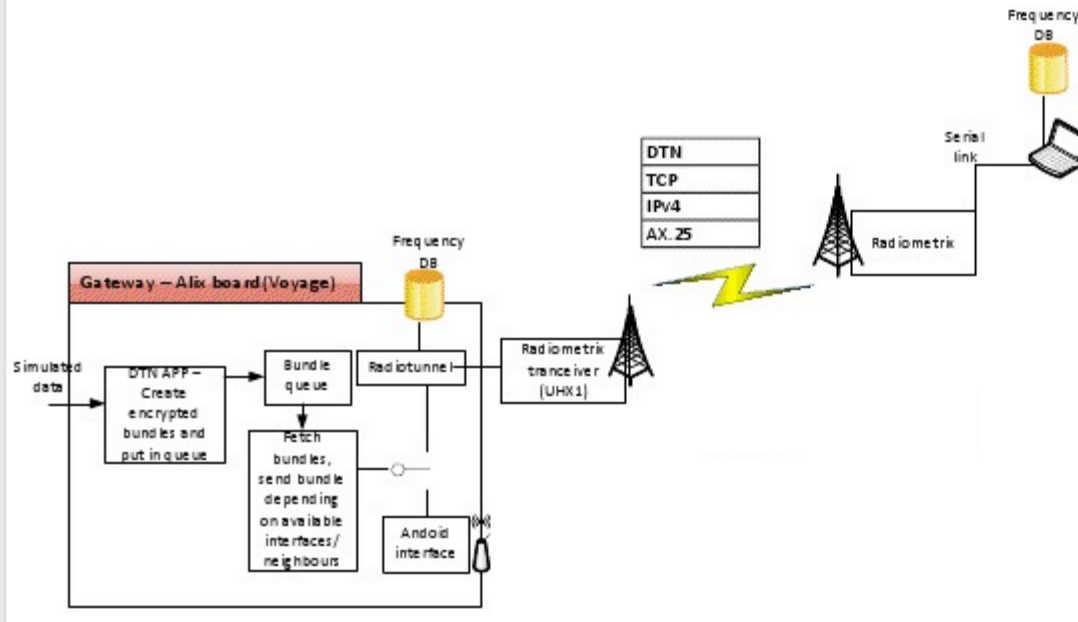 Frequency
DB
Serial
link
DTN
TCP
IPv4
AX.25
Radiometrix
Frequency
DB
Gateway – Alix board(Voyage)
Simulated
data
DTN APP –
Create
encrypted
bundles and
put in queue
Bundle
queue
Radiotunnel
Radiometrix
tranceiver
(UHX1)
Fetch
bundles,
send bundle
depending
on available
interfaces/
neighbours
Andoid
interface